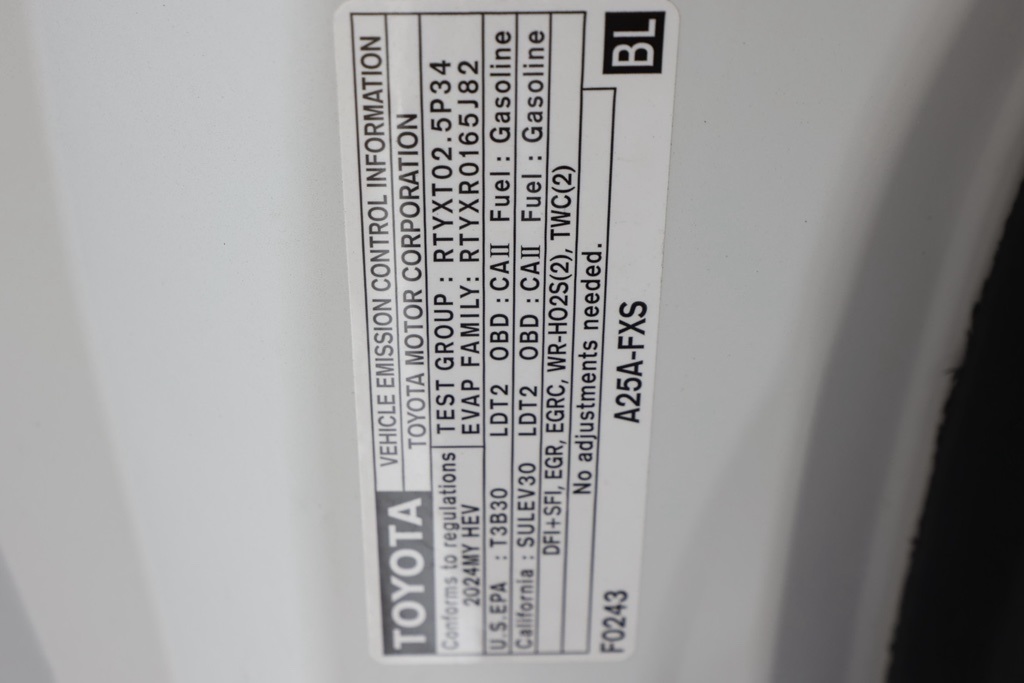 TOYOTA
VEHICLE EMISSION CONTROL INFORMATION
TOYOTA MOTOR CORPORATION
Conforms to regulations
2024MY HEV
TEST GROUP : RTYXT02.5P34
EVAP FAMILY: RTYXR0165J82
U.S.EPA : T3B30 LDT2 OBD : CAⅡ Fuel : Gasoline
California : SULEV30 LDT2 OBD : CAⅡ Fuel : Gasoline
DFI+SFI, EGR, EGRC, WR-HO2S(2), TWC(2)
No adjustments needed.
F0243 A25A-FXS BL